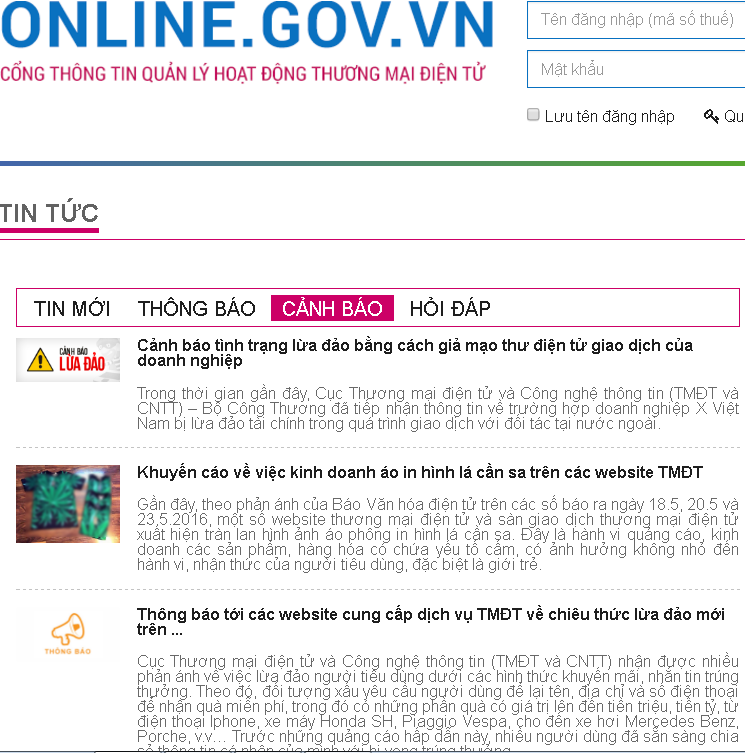 ONLINE.GOV.VN
CỔNG THÔNG TIN QUẢN LÝ HOẠT ĐỘNG THƯƠNG MẠI ĐIỆN TỬ
Tên đăng nhập (mã số thuế)
Mật khẩu
Lưu tên đăng nhập
Qu
TIN TỨC
TIN MỚI THÔNG BÁO CẢNH BÁO HỎI ĐÁP
CẢNH BÁO
LỪA ĐẢO
Cảnh báo tình trạng lừa đảo bằng cách giả mạo thư điện tử giao dịch của
doanh nghiệp
Trong thời gian gần đây, Cục Thương mại điện tử và Công nghệ thông tin (TMĐT và
CNTT) – Bộ Công Thương đã tiếp nhận thông tin về trường hợp doanh nghiệp X Việt
Nam bị lừa đảo tài chính trong quá trình giao dịch với đối tác tại nước ngoài.
Khuyến cáo về việc kinh doanh áo in hình lá cần sa trên các website TMĐT
Gần đây, theo phản ánh của Báo Văn hóa điện tử trên các số báo ra ngày 18.5, 20.5 và
23.5.2016, một số website thương mại điện tử và sàn giao dịch thương mại điện tử
xuất hiện tràn lan hình ảnh áo phông in hình lá cần sa. Đây là hành vi quảng cáo, kinh
doanh các sản phẩm, hàng hóa có chứa yếu tố cấm, có ảnh hưởng không nhỏ đến
hành vi, nhận thức của người tiêu dùng, đặc biệt là giới trẻ.
THÔNG BÁO
Thông báo tới các website cung cấp dịch vụ TMĐT về chiêu thức lừa đảo mới
trên ...
Cục Thương mại điện tử và Công nghệ thông tin (TMĐT và CNTT) nhận được nhiều
phản ánh về việc lừa đảo người tiêu dùng dưới các hình thức khuyến mãi, nhắn tin trúng
thưởng. Theo đó, đối tượng xấu yêu cầu người dùng để lại tên, địa chỉ và số điện thoại
để nhận quà miễn phí, trong đó có những phần quà có giá trị lên đến tiền triệu, tiền tỷ, từ
điện thoại Iphone, xe máy Honda SH, Piaggio Vespa, cho đến xe hơi Mercedes Benz,
Porche, v.v... Trước những quảng cáo hấp dẫn này, nhiều người dùng đã sẵn sàng chia
sẻ thông tin cá nhân của mình với hi vọng trúng thưởng.